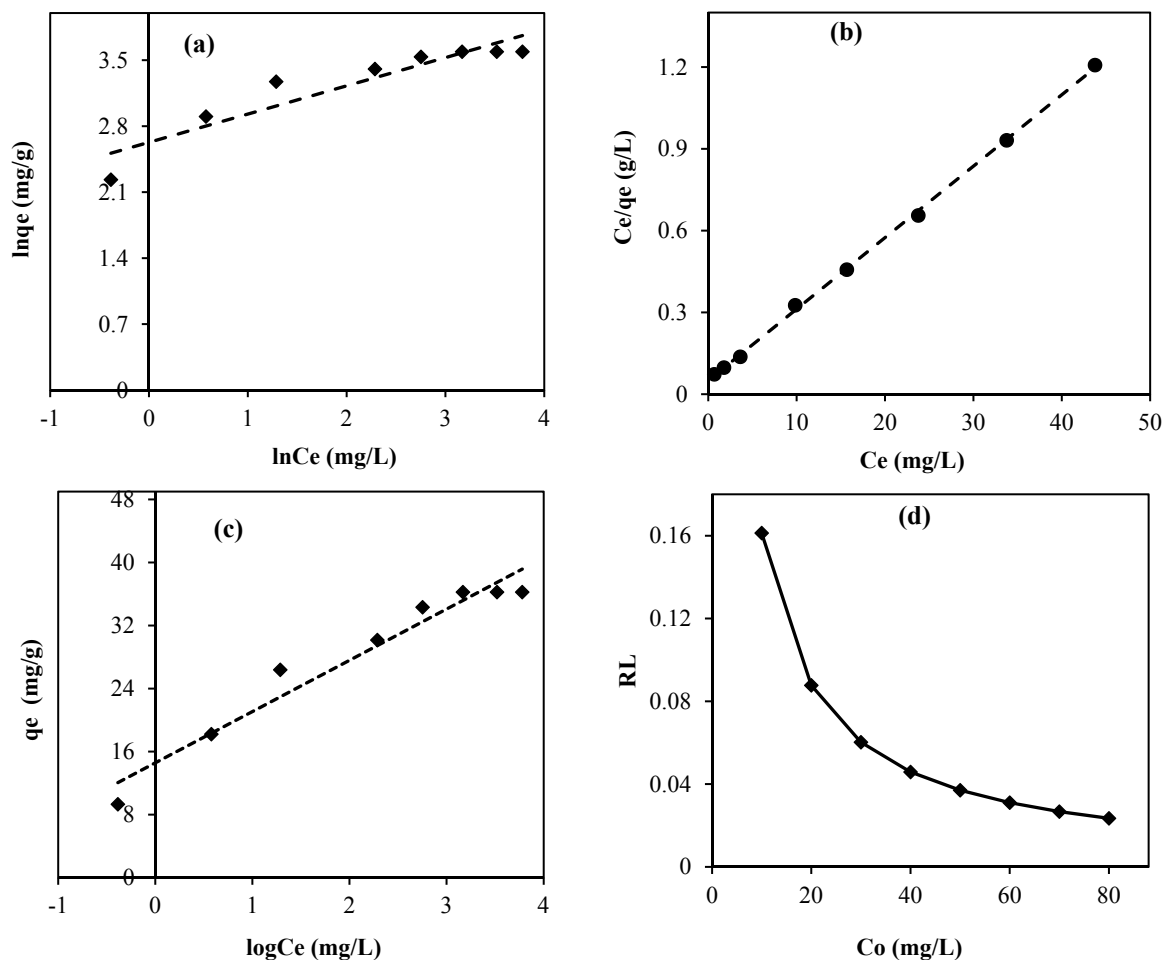 (a)
lnqe (mg/g)
3.5
2.8
2.1
1.4
0.7
0
-1 0 1 2 3 4
lnCe (mg/L)
(b)
Ce/qe (g/L)
1.2
0.9
0.6
0.3
0
0 10 20 30 40 50
Ce (mg/L)
(c)
qe (mg/g)
48
40
32
24
16
8
0
-1 0 1 2 3 4
logCe (mg/L)
(d)
RL
0.16
0.12
0.08
0.04
0
0 20 40 60 80
Co (mg/L)